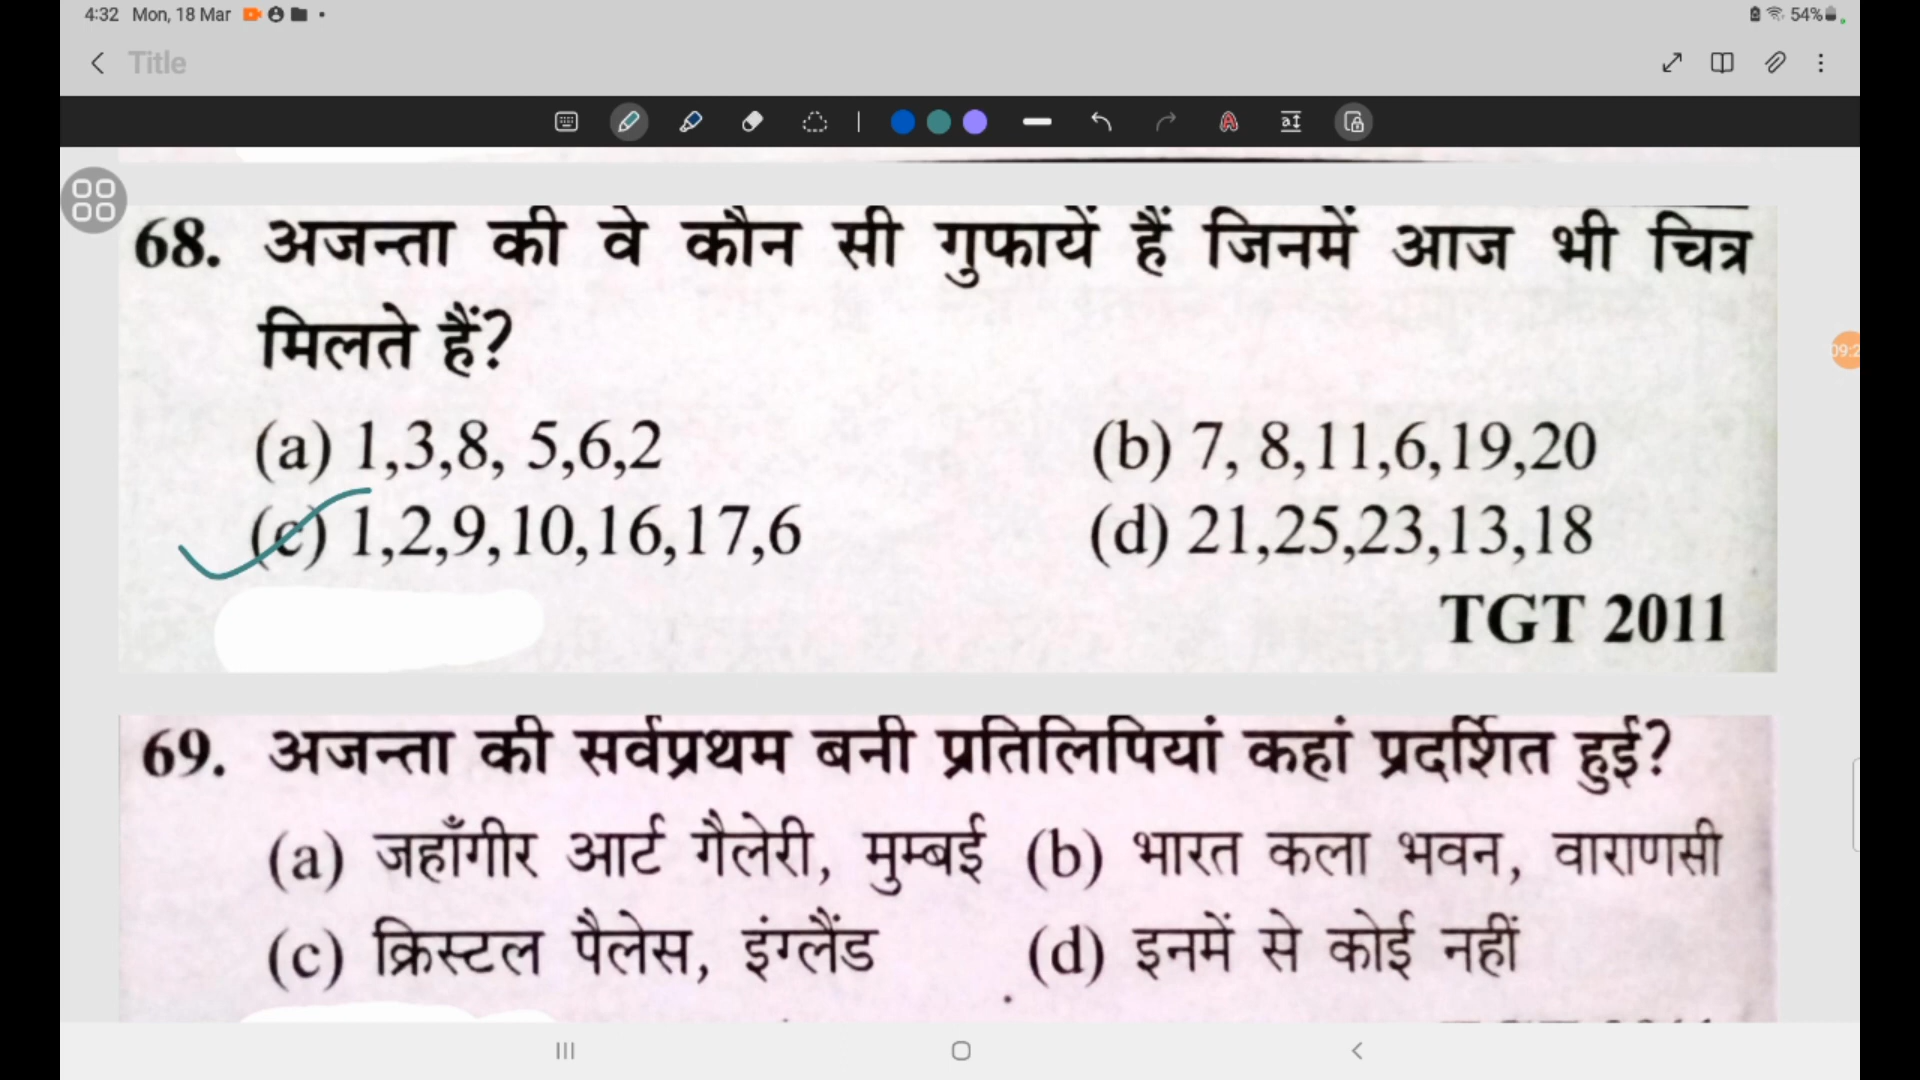 4:32 Mon, 18 Mar
54%
Title
68. अजन्ता की वे कौन सी गुफायें हैं जिनमें आज भी चित्र
मिलते हैं?
(a) 1,3,8, 5,6,2 (b) 7, 8,11,6,19,20
(c) 1,2,9,10,16,17,6 (d) 21,25,23,13,18
TGT 2011
69. अजन्ता की सर्वप्रथम बनी प्रतिलिपियां कहां प्रदर्शित हुई?
(a) जहाँगीर आर्ट गैलेरी, मुम्बई (b) भारत कला भवन, वाराणसी
(c) क्रिस्टल पैलेस, इंग्लैंड (d) इनमें से कोई नहीं